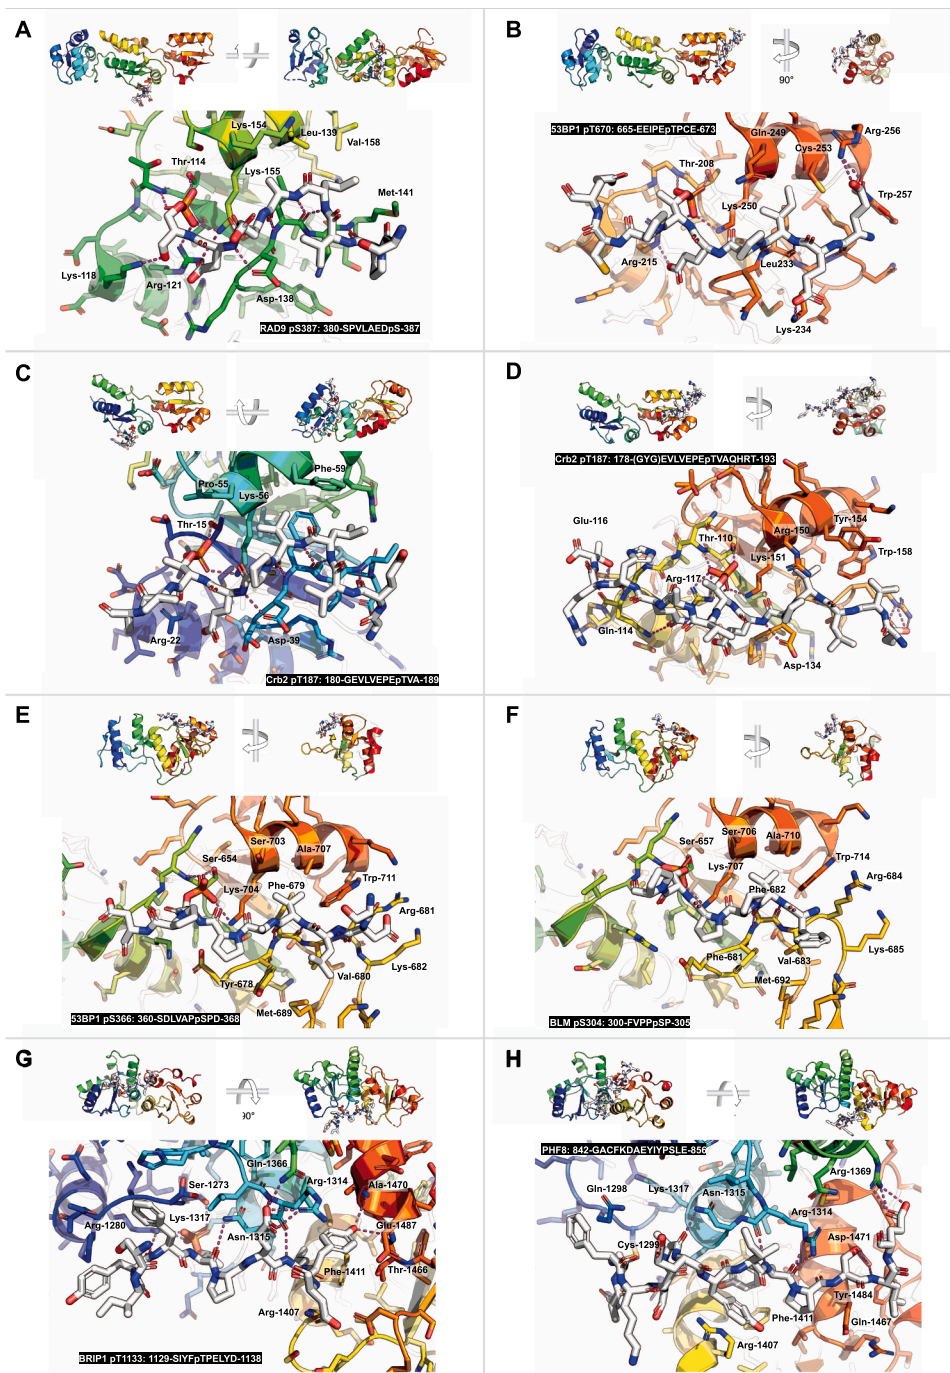 A
Lys-154
Leu-139
Val-158
Thr-114
Lys-155
Met-141
Lys-118
Arg-121
Asp-138
RAD9 pS387: 380-SPVLAEDpS-387
B
90°
53BP1 pT670: 665-EEIPEpTPCE-673
Gln-249
Arg-256
Cys-253
Thr-208
Trp-257
Lys-250
Arg-215
Leu233
Lys-234
C
Phe-59
Pro-55
Lys-56
Thr-15
Arg-22
Asp-39
Crb2 pT187: 180-GEVLVEPEpTVA-189
D
Crb2 pT187: 178-(GYG)EVLVEPEpTVAQHRT-193
Glu-116
Tyr-154
Arg-150
Thr-110
Lys-151
Trp-158
Arg-117
Gln-114
Asp-134
E
Ser-703
Ala-707
Ser-654
Trp-711
Lys-704
Phe-679
Arg-681
Lys-682
Val-680
Tyr-678
Met-689
53BP1 pS366: 360-SDLVAPpSPD-368
F
Ser-706
Ala-710
Ser-657
Lys-707
Trp-714
Arg-684
Phe-682
Lys-685
Phe-681
Val-683
Met-692
BLM pS304: 300-FVPPpSP-305
G
90°
Gln-1366
Ser-1273
Arg-1314
Ala-1470
Arg-1280
Lys-1317
Glu-1487
Asn-1315
Phe-1411
Thr-1466
Arg-1407
BRIP1 pT1133: 1129-SIYFpTPELYD-1138
H
PHF8: 842-GACFKDAEYIYPSLE-856
Arg-1369
Gln-1298
Lys-1317
Asn-1315
Arg-1314
Cys-1299
Asp-1471
Tyr-1484
Phe-1411
Gln-1467
Arg-1407